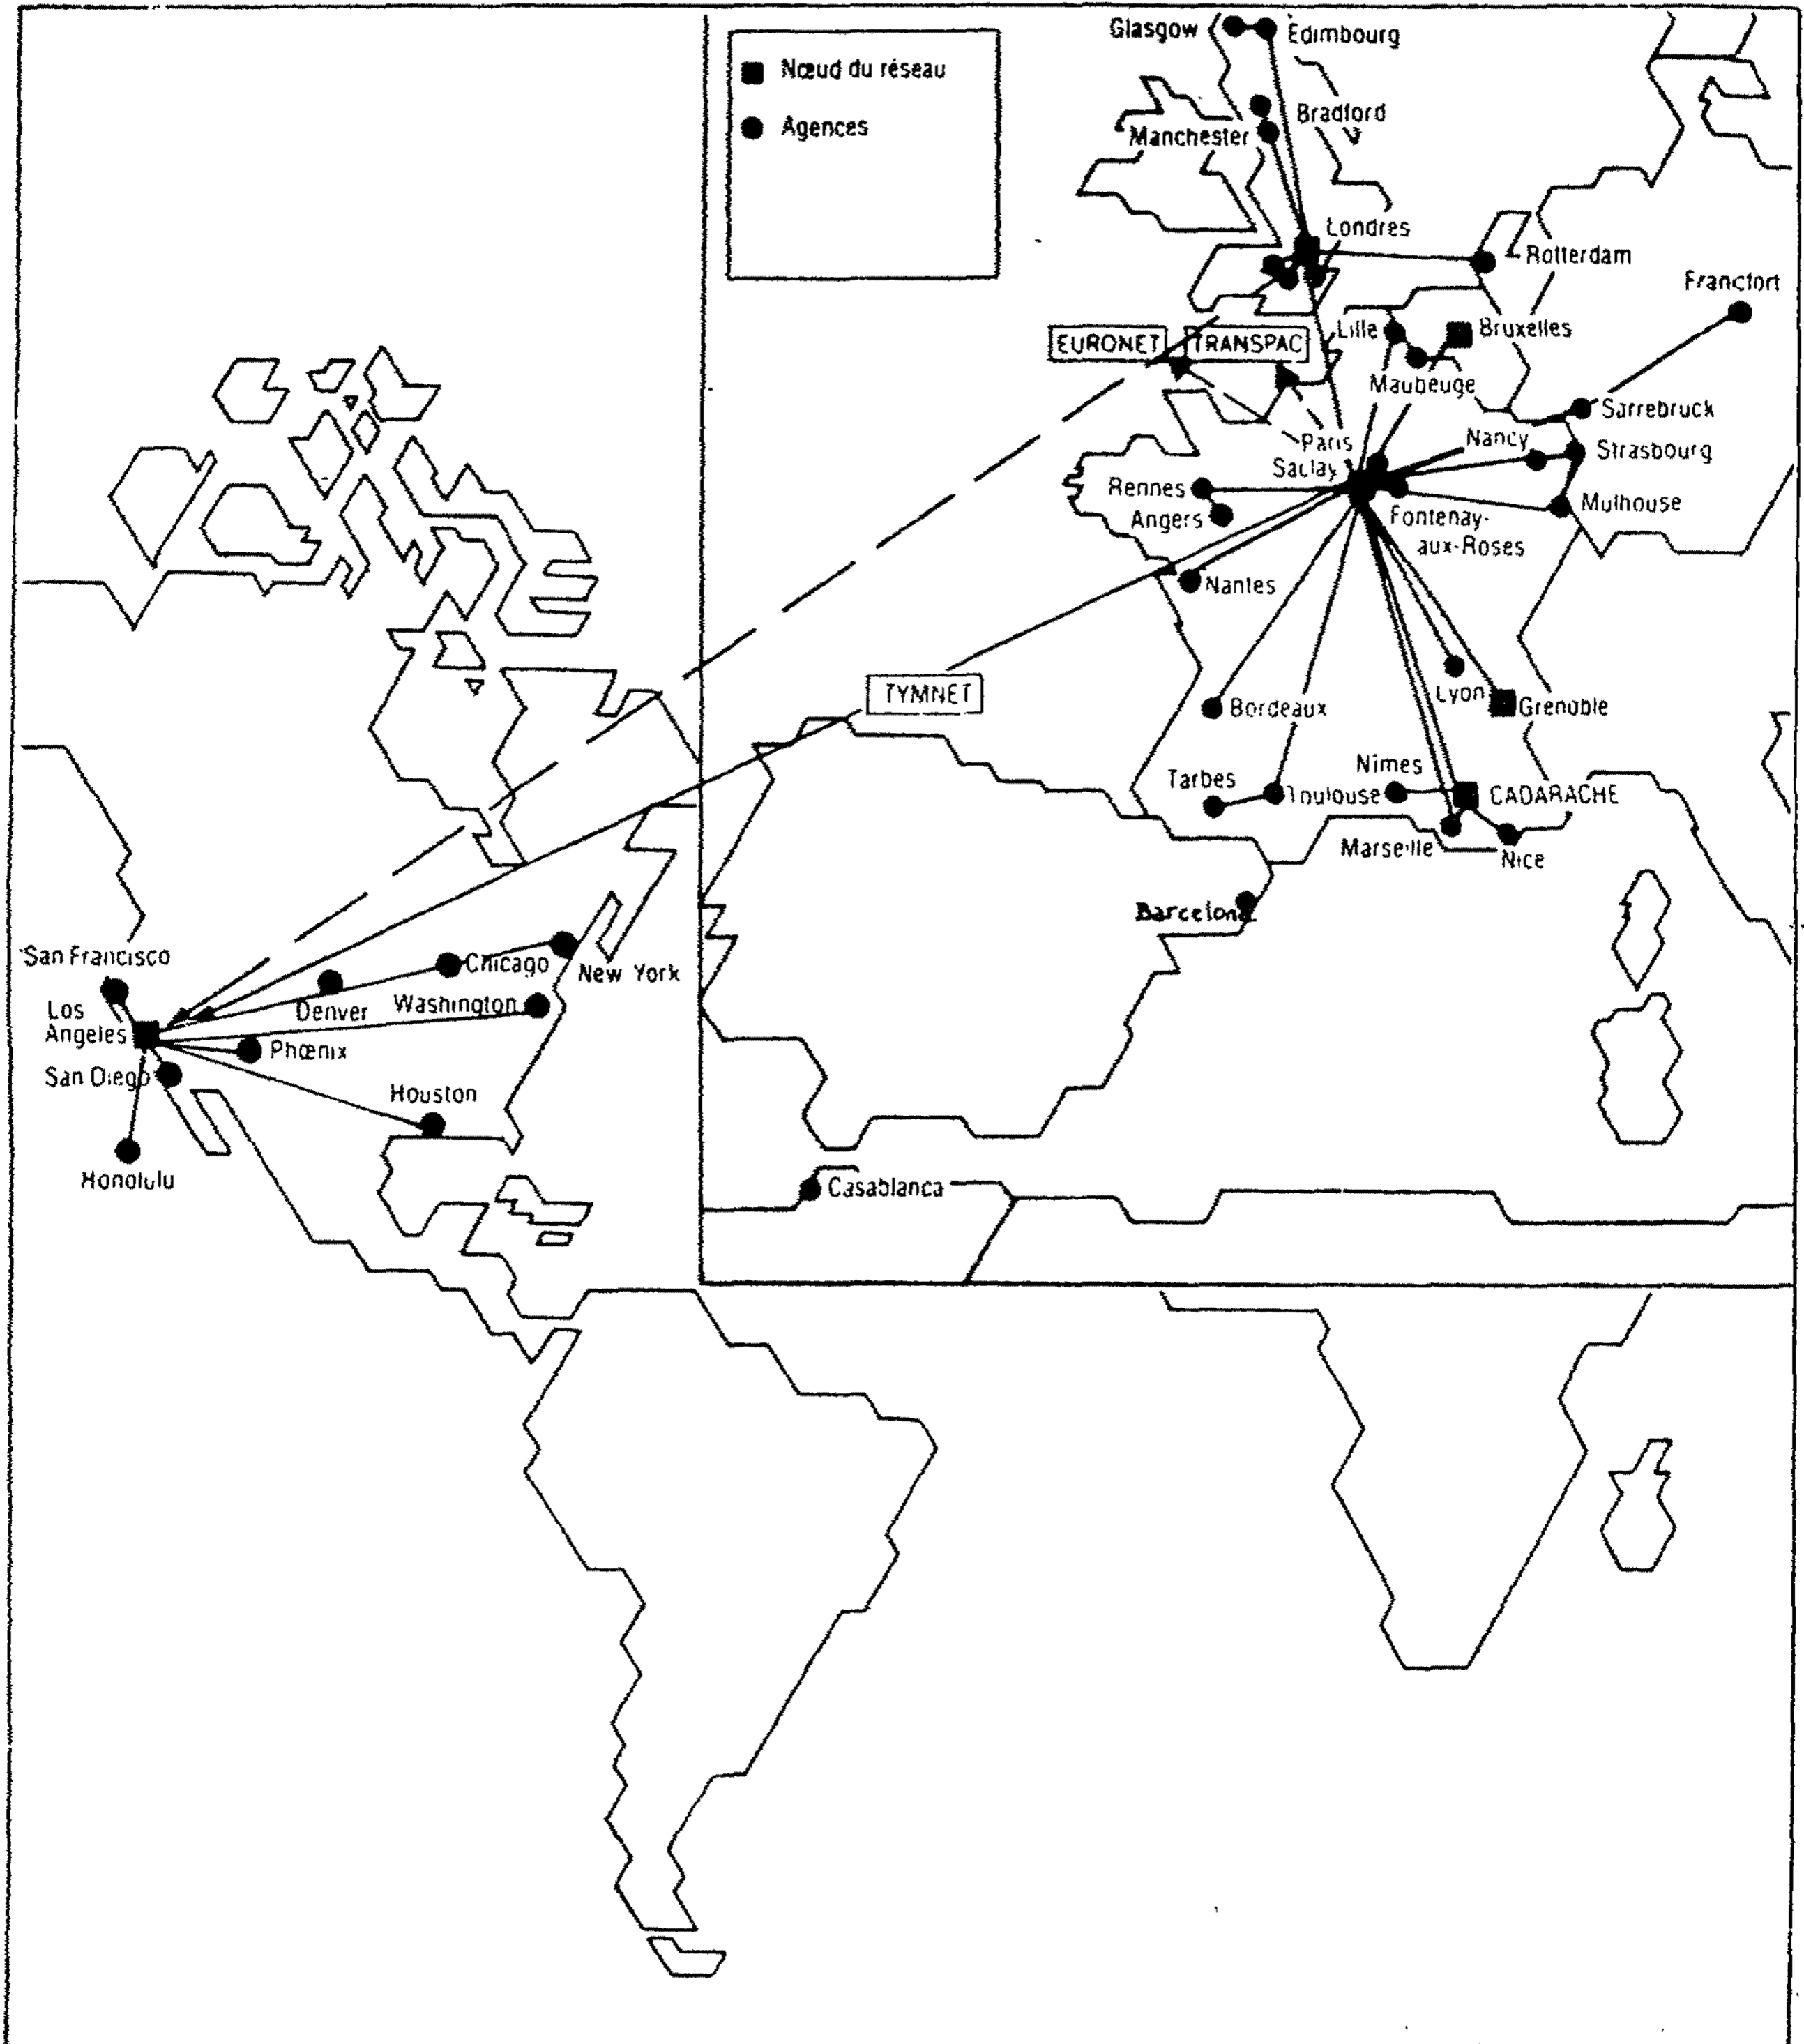 Nœud du réseau
Agences
Glasgow
Edimbourg
Bradford
Manchester
Londres
Rotterdam
Francfort
EURONET
TRANSPAC
Lille
Bruxelles
Maubeuge
Sarrebruck
Paris
Nancy
Saclay
Strasbourg
Rennes
Mulhouse
Angers
Fontenay-
aux-Roses
Nantes
TYMNET
Lyon
Bordeaux
Grenoble
Nimes
Tarbes
Toulouse
CADARACHE
Marseille
Nice
Barcelona
San Francisco
Chicago
New York
Los
Angeles
Denver
Washington
Phœnix
San Diego
Houston
Honolulu
Casablanca